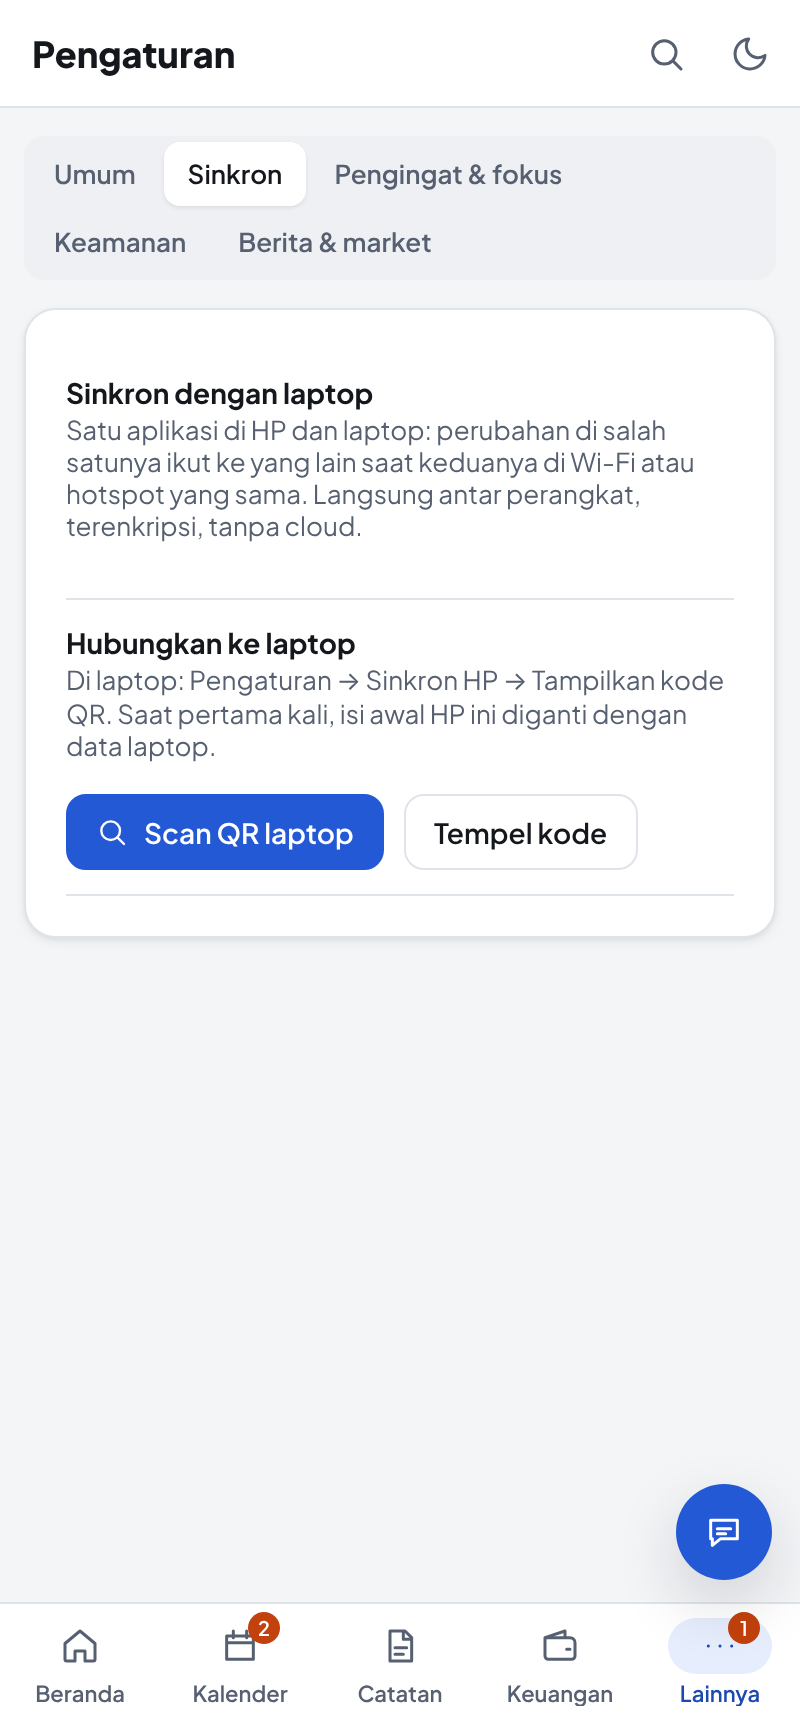 Pengaturan
Umum
Sinkron
Pengingat & fokus
Keamanan
Berita & market
Sinkron dengan laptop
Satu aplikasi di HP dan laptop: perubahan di salah
satunya ikut ke yang lain saat keduanya di Wi-Fi atau
hotspot yang sama. Langsung antar perangkat,
terenkripsi, tanpa cloud.
Hubungkan ke laptop
Di laptop: Pengaturan → Sinkron HP → Tampilkan kode
QR. Saat pertama kali, isi awal HP ini diganti dengan
data laptop.
Scan QR laptop
Tempel kode
2
1
Beranda
Kalender
Catatan
Keuangan
Lainnya